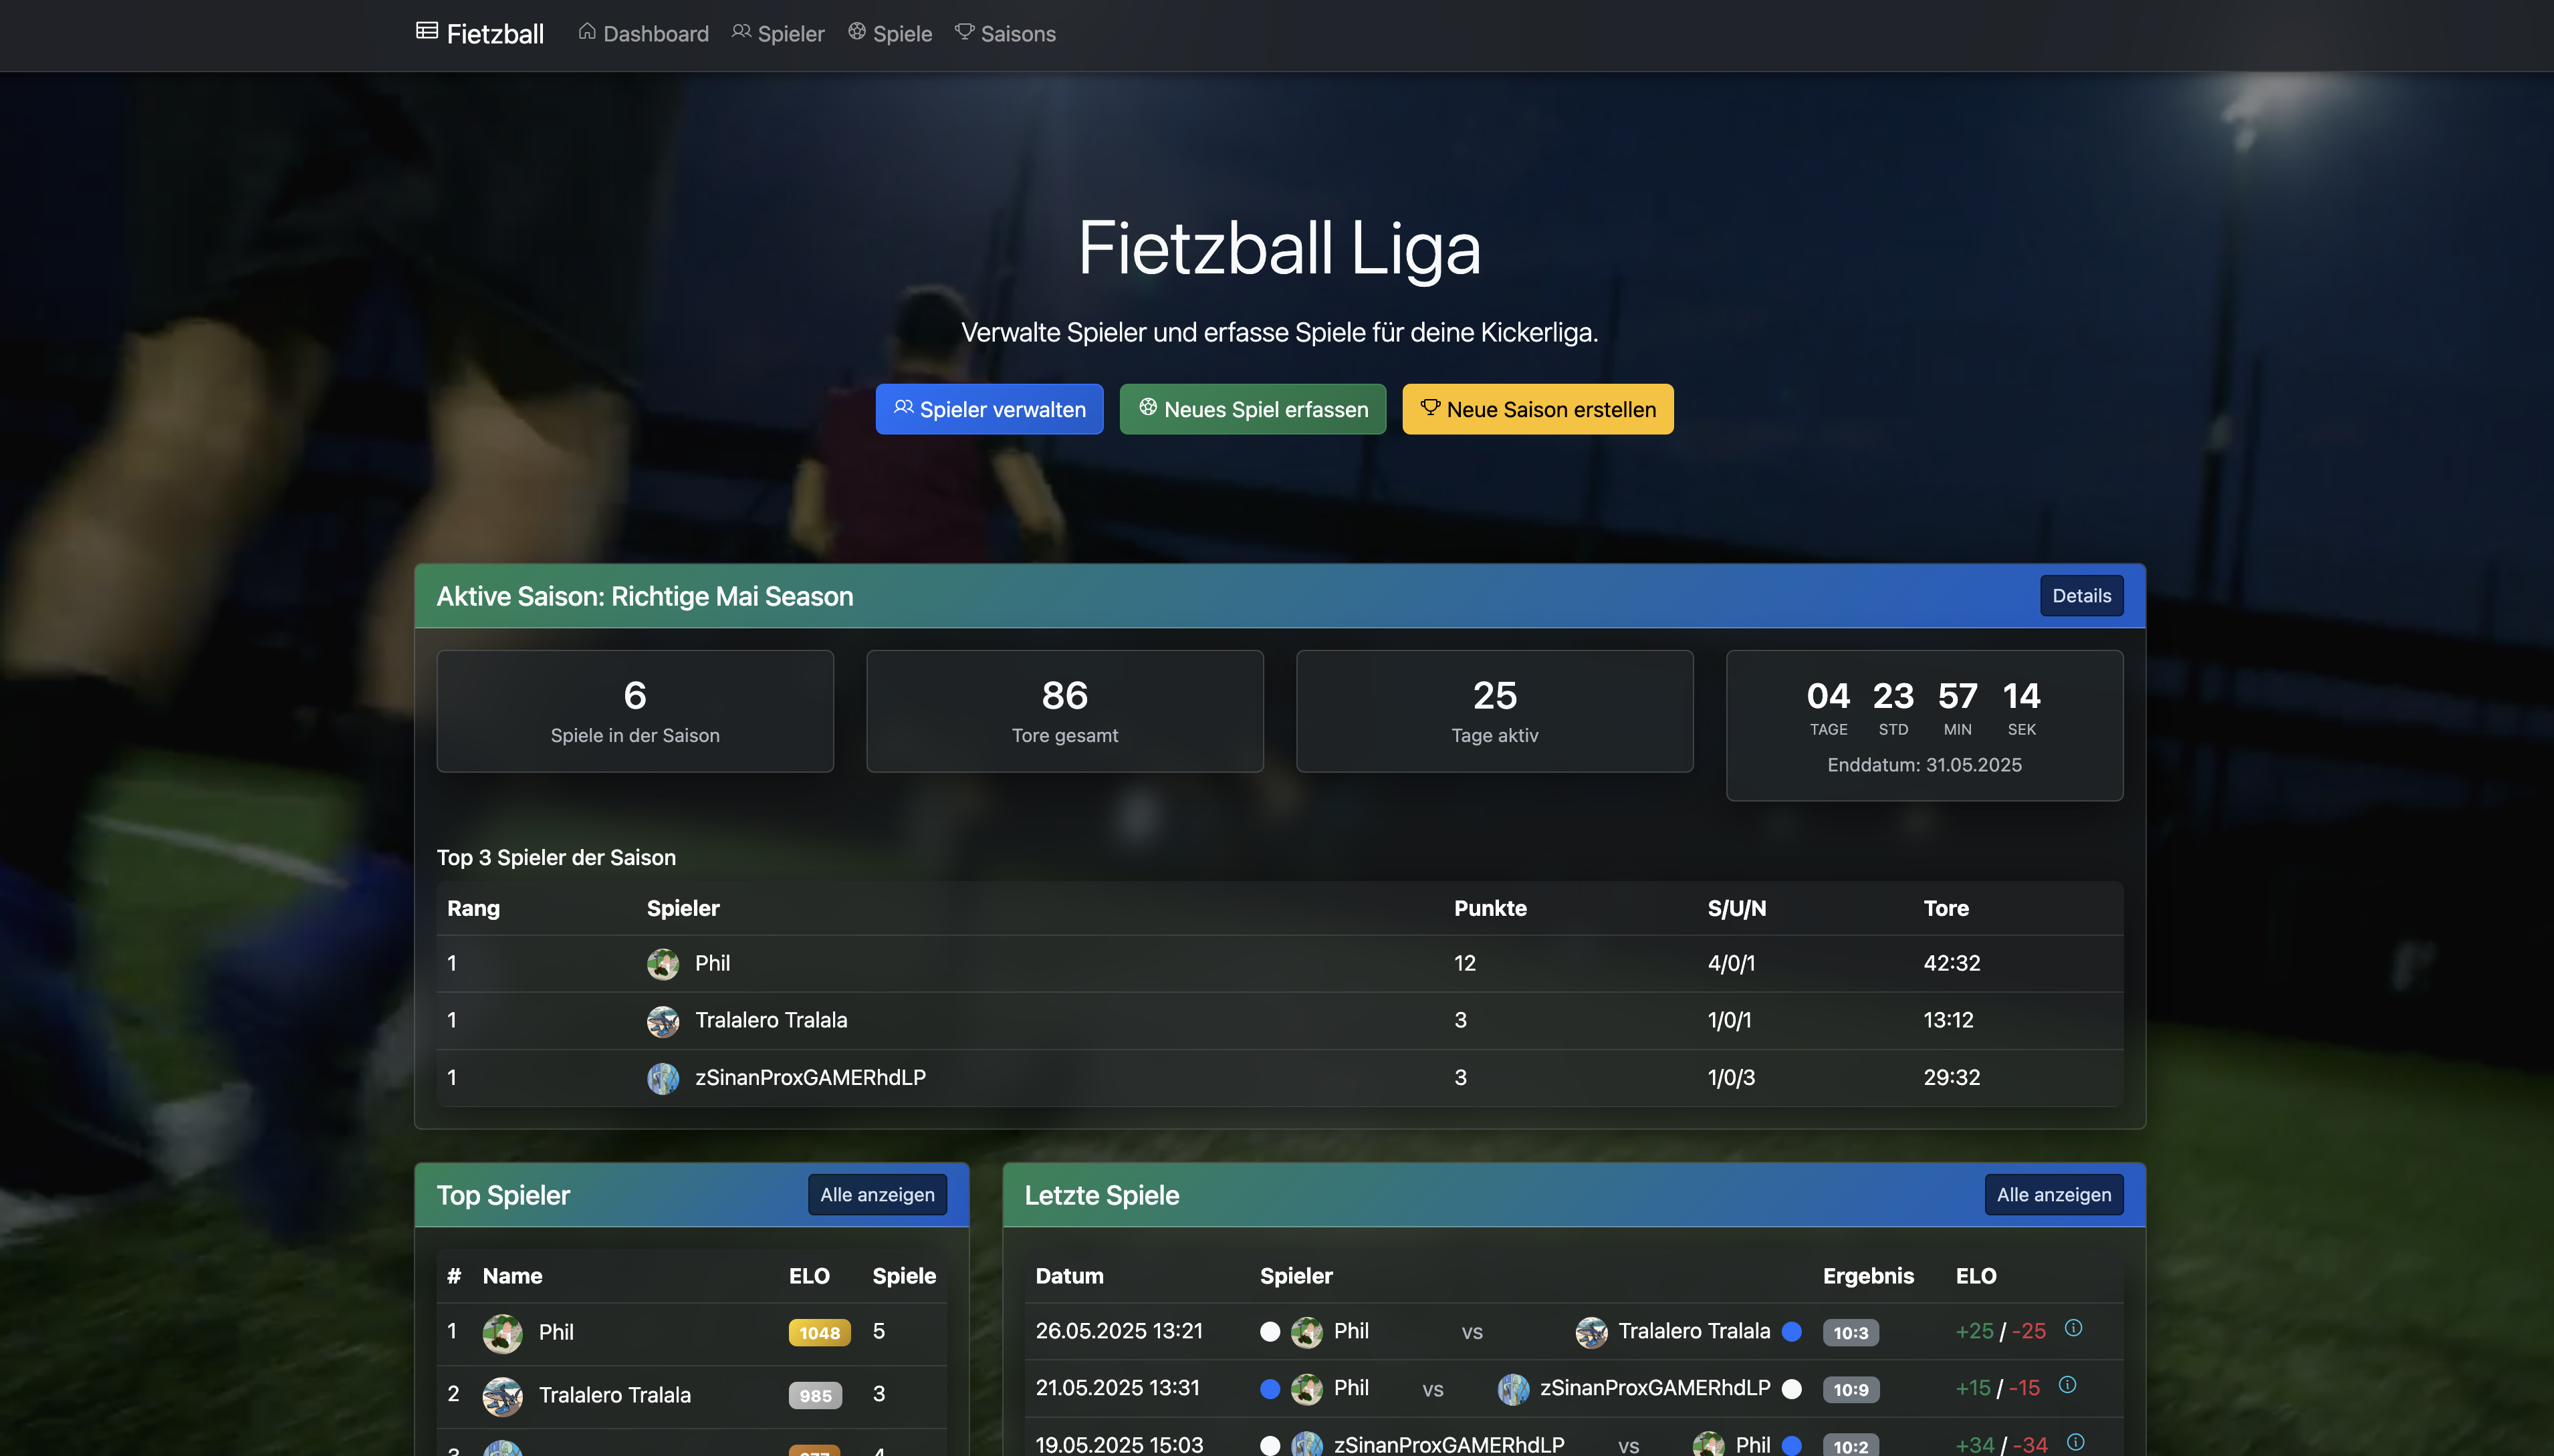 Fietzball Dashboard Spieler Spiele Saisons
Fietzball Liga
Verwalte Spieler und erfasse Spiele für deine Kickerliga.
Spieler verwalten Neues Spiel erfassen Neue Saison erstellen
Aktive Saison: Richtige Mai Season Details
6
Spiele in der Saison
86
Tore gesamt
25
Tage aktiv
04 23 57 14
TAGE STD MIN SEK
Enddatum: 31.05.2025
Top 3 Spieler der Saison
Rang Spieler Punkte S/U/N Tore
1 Phil 12 4/0/1 42:32
1 Tralalero Tralala 3 1/0/1 13:12
1 zSinanProxGAMERhdLP 3 1/0/3 29:32
Top Spieler Alle anzeigen
# Name ELO Spiele
1 Phil 1048 5
2 Tralalero Tralala 985 3
Letzte Spiele Alle anzeigen
Datum Spieler Ergebnis ELO
26.05.2025 13:21 Phil vs Tralalero Tralala 10:3 +25 / -25
21.05.2025 13:31 Phil vs zSinanProxGAMERhdLP 10:9 +15 / -15
19.05.2025 15:03 zSinanProxGAMERhdLP vs Phil 10:2 +34 / -34